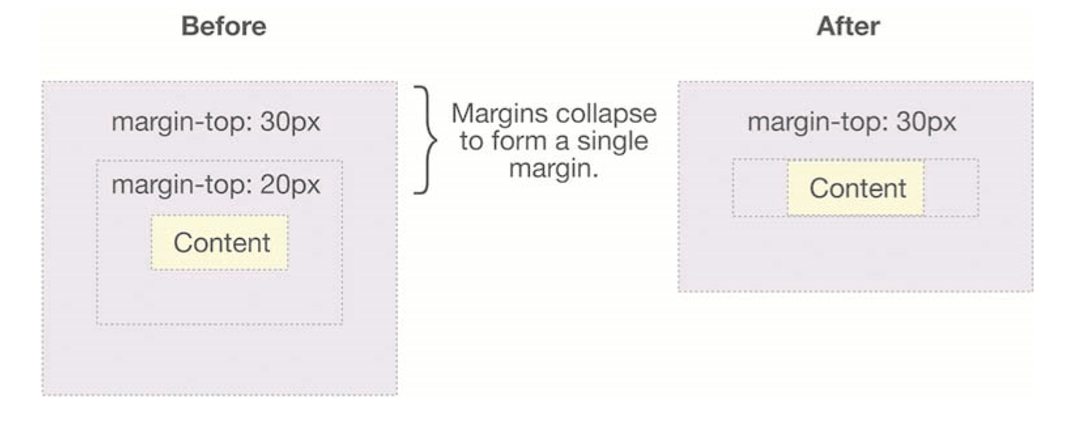 Before
After
margin-top: 30px
margin-top: 20px
Content
Margins collapse
to form a single
margin.
margin-top: 30px
Content